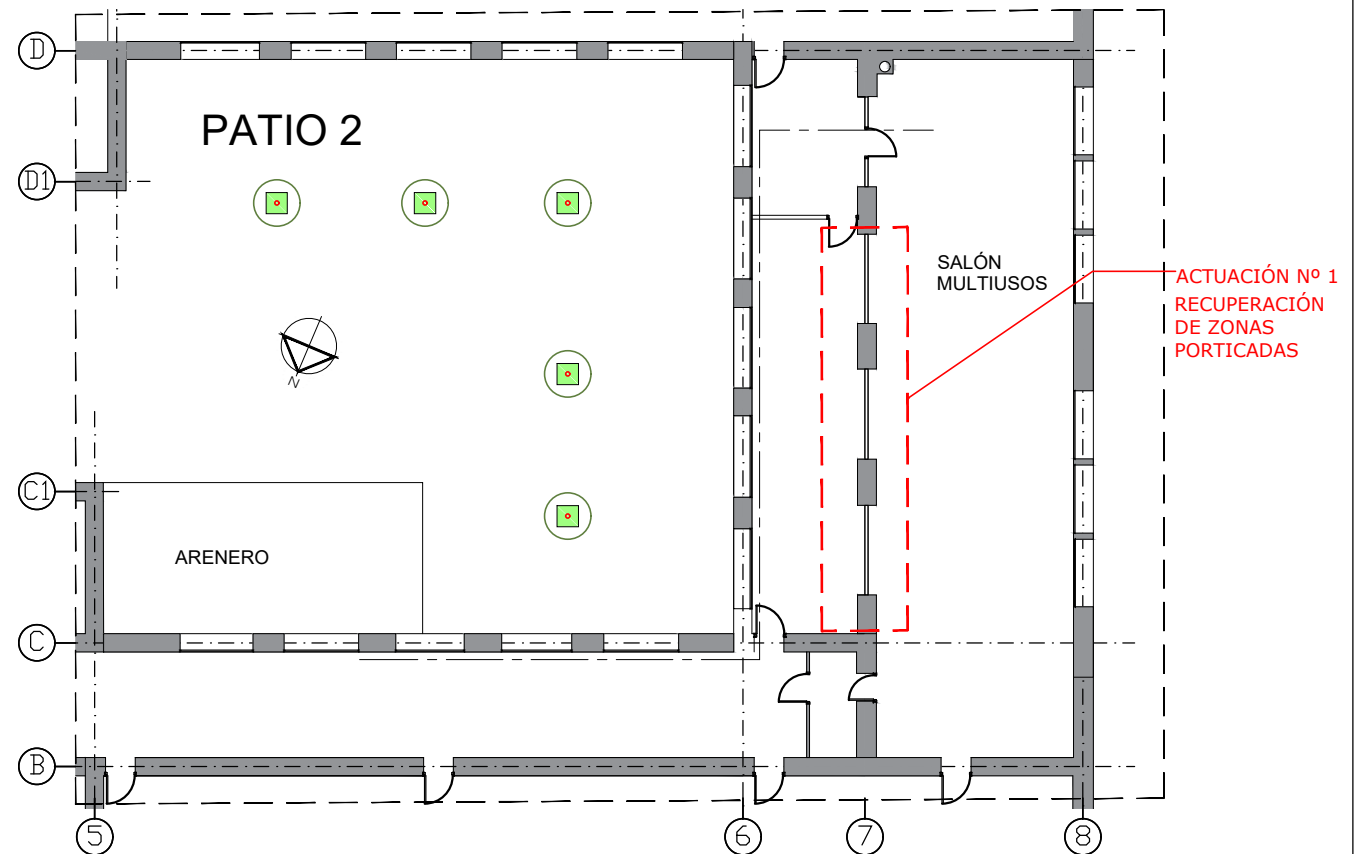 D
PATIO 2
D1
SALÓN
MULTIUSOS
ACTUACIÓN Nº 1
RECUPERACIÓN
DE ZONAS
PORTICADAS
N
C1
ARENERO
C
B
5
6
7
8